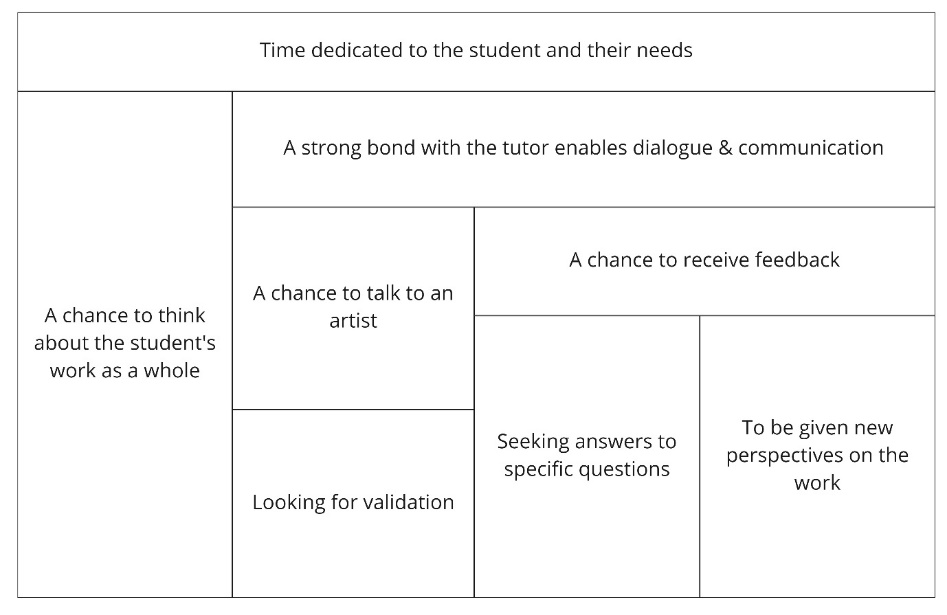 Time dedicated to the student and their needs
A strong bond with the tutor enables dialogue & communication
A chance to think
about the student's
work as a whole
A chance to talk to an
artist
Looking for validation
A chance to receive feedback
Seeking answers to
specific questions
To be given new
perspectives on the
work